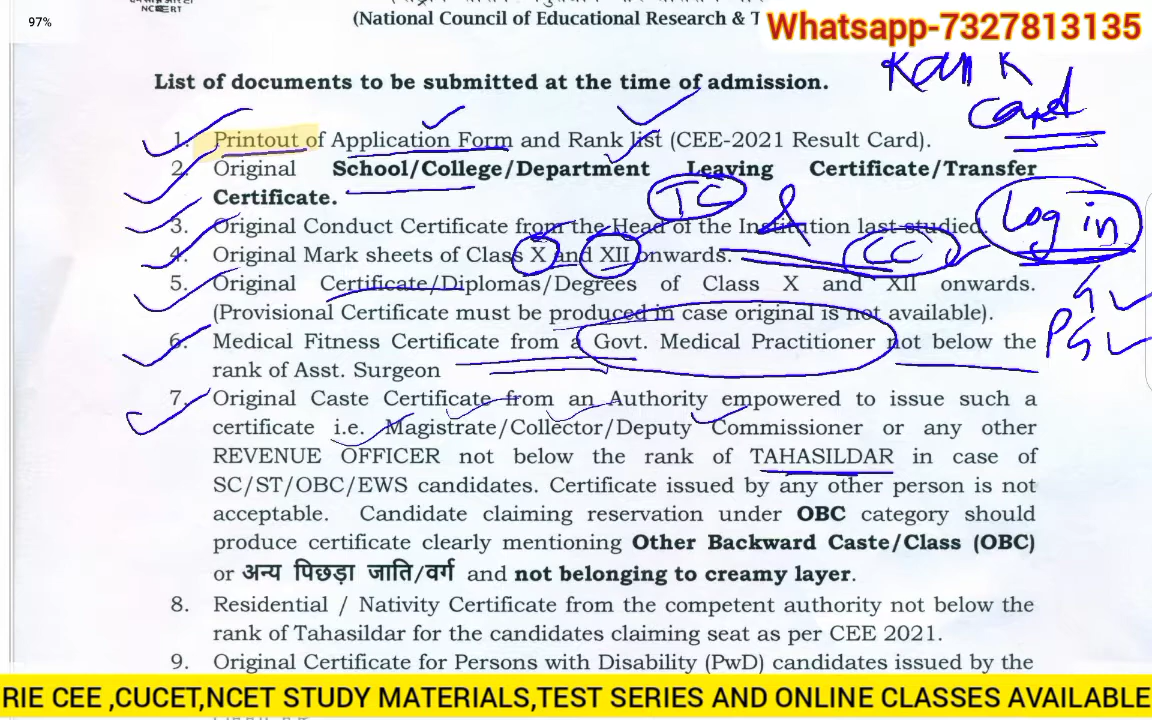 97%
NCERT
(National Council of Educational Research & T
Whatsapp-7327813135
Rank
Card
List of documents to be submitted at the time of admission.
1. Printout of Application Form and Rank list (CEE-2021 Result Card).
2. Original School/College/Department Leaving Certificate/Transfer
Certificate.
TC &
3. Original Conduct Certificate from the Head of the Institution last studied.
Log in
4. Original Mark sheets of Class X and XII onwards.
CC
5. Original Certificate/Diplomas/Degrees of Class X and XII onwards.
(Provisional Certificate must be produced in case original is not available).
6. Medical Fitness Certificate from a Govt. Medical Practitioner not below the
rank of Asst. Surgeon
7. Original Caste Certificate from an Authority empowered to issue such a
certificate i.e. Magistrate/Collector/Deputy Commissioner or any other
REVENUE OFFICER not below the rank of TAHASILDAR in case of
SC/ST/OBC/EWS candidates. Certificate issued by any other person is not
acceptable. Candidate claiming reservation under OBC category should
produce certificate clearly mentioning Other Backward Caste/Class (OBC)
or अन्य पिछड़ा जाति/वर्ग and not belonging to creamy layer.
8. Residential / Nativity Certificate from the competent authority not below the
rank of Tahasildar for the candidates claiming seat as per CEE 2021.
9. Original Certificate for Persons with Disability (PwD) candidates issued by the
RIE CEE ,CUCET,NCET STUDY MATERIALS,TEST SERIES AND ONLINE CLASSES AVAILABLE